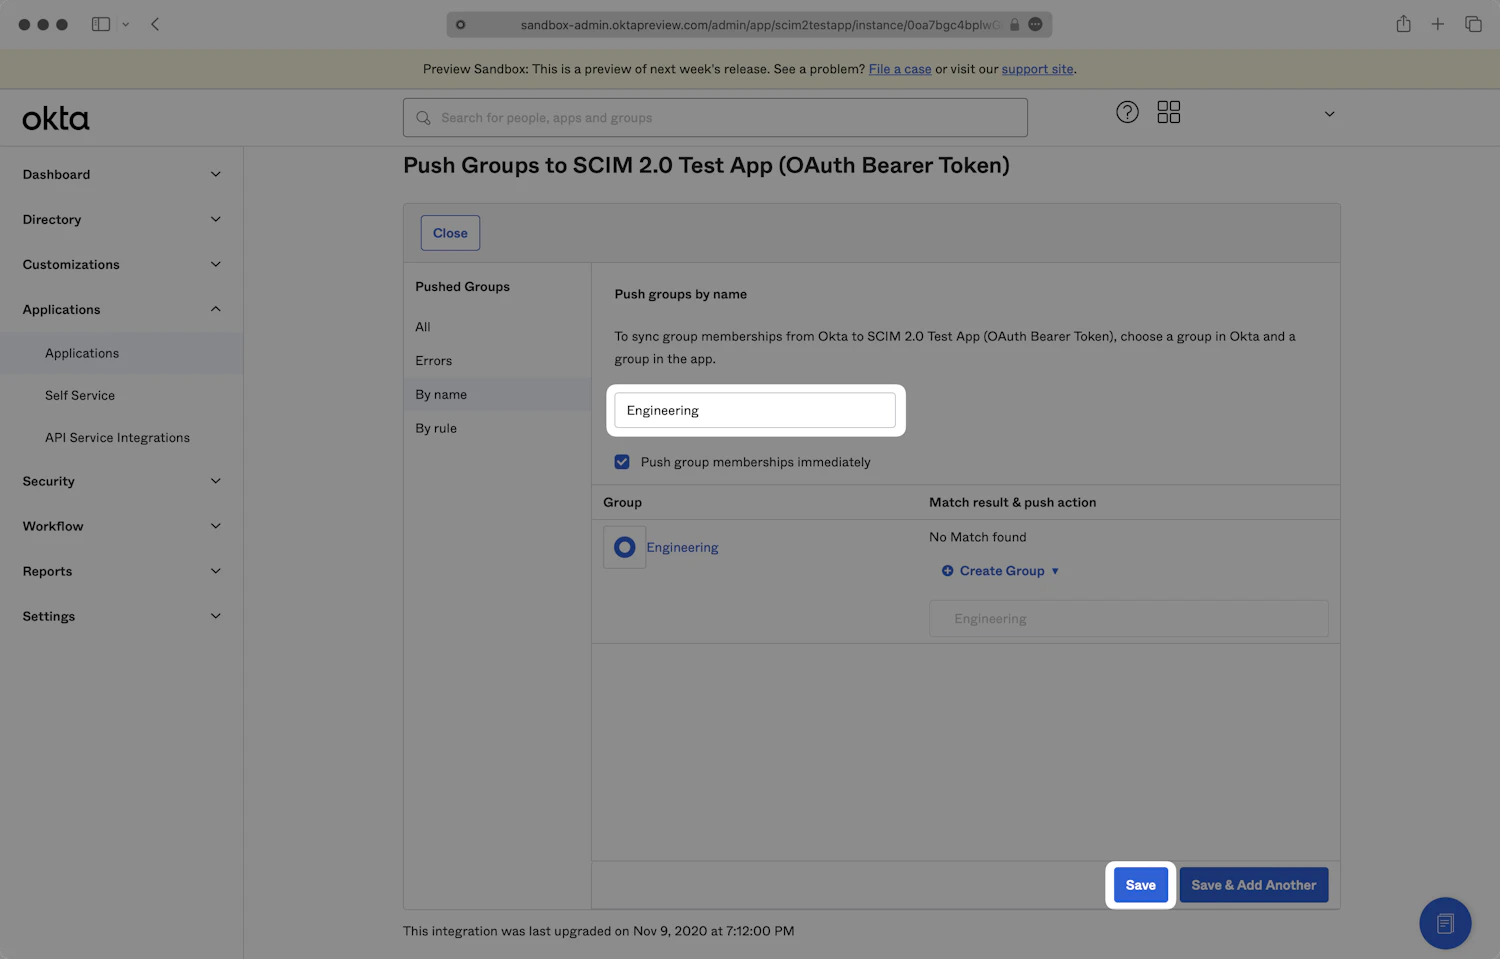 sandbox-admin.oktapreview.com/admin/app/scim2testapp/instance/0oa7bgc4bplwG
Preview Sandbox: This is a preview of next week's release. See a problem? File a case or visit our support site.
okta
Search for people, apps and groups
Dashboard
Directory
Customizations
Applications
Applications
Self Service
API Service Integrations
Security
Workflow
Reports
Settings
Push Groups to SCIM 2.0 Test App (OAuth Bearer Token)
Close
Pushed Groups
All
Errors
By name
By rule
Push groups by name
To sync group memberships from Okta to SCIM 2.0 Test App (OAuth Bearer Token), choose a group in Okta and a
group in the app.
Engineering
Push group memberships immediately
Group
Match result & push action
Engineering
No Match found
Create Group
Engineering
Save
Save & Add Another
This integration was last upgraded on Nov 9, 2020 at 7:12:00 PM